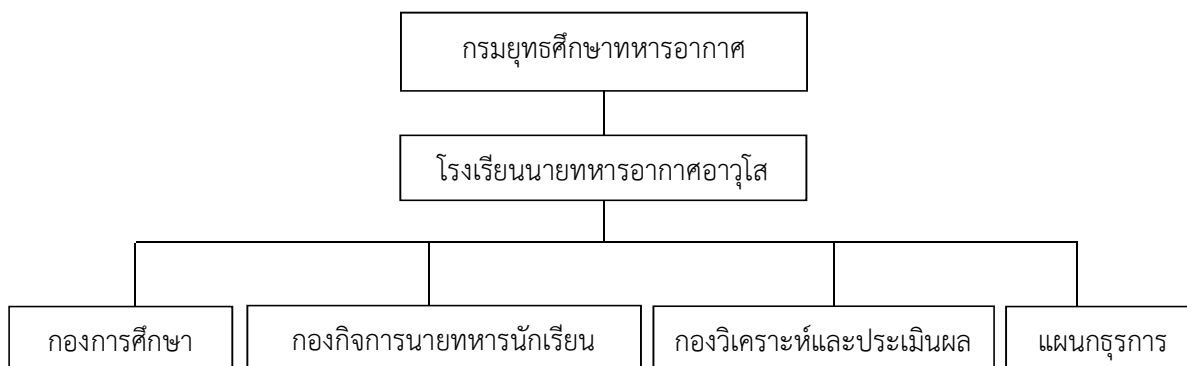 กรมยุทธศึกษาทหารอากาศ
โรงเรียนนายทหารอากาศอาวุโส
กองการศึกษา
กองกิจการนายทหารนักเรียน
กองวิเคราะห์และประเมินผล
แผนกธุรการ